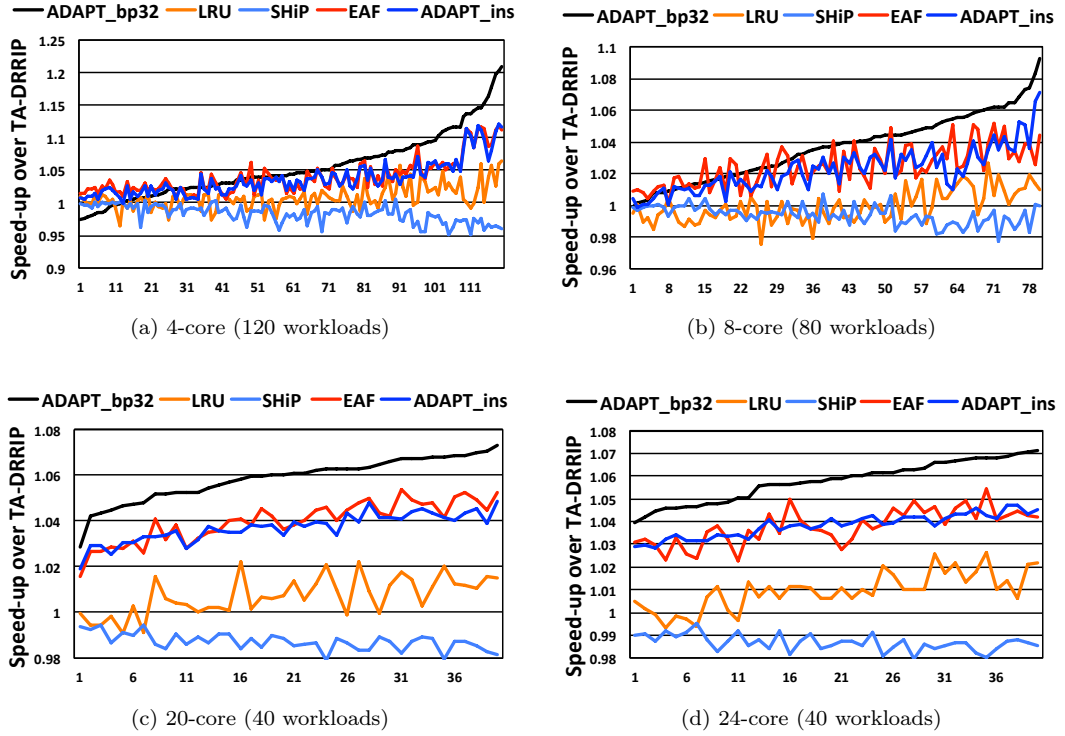 ADAPT_bp32 LRU SHiP EAF ADAPT_ins
Speed-up over TA-DRRIP
1.25
1.2
1.15
1.1
1.05
1
0.95
0.9
1 11 21 31 41 51 61 71 81 91 101 111
(a) 4-core (120 workloads)
ADAPT_bp32 LRU SHiP EAF ADAPT_ins
Speed-up over TA-DRRIP
1.1
1.08
1.06
1.04
1.02
1
0.98
0.96
1 8 15 22 29 36 43 50 57 64 71 78
(b) 8-core (80 workloads)
ADAPT_bp32 LRU SHiP EAF ADAPT_ins
Speed-up over TA-DRRIP
1.08
1.06
1.04
1.02
1
0.98
1 6 11 16 21 26 31 36
(c) 20-core (40 workloads)
ADAPT_bp32 LRU SHiP EAF ADAPT_ins
Speed-up over TA-DRRIP
1.08
1.07
1.06
1.05
1.04
1.03
1.02
1.01
1
0.99
0.98
1 6 11 16 21 26 31 36
(d) 24-core (40 workloads)